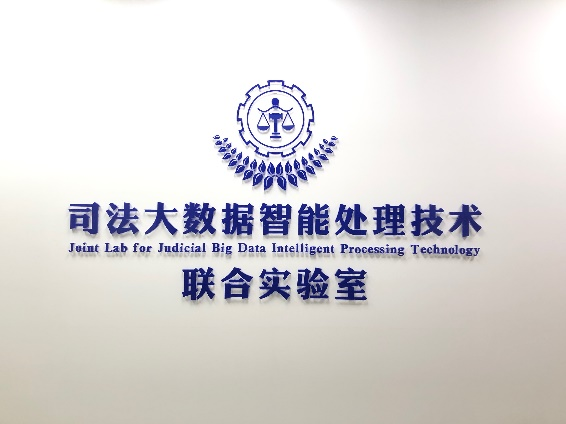 司法大数据智能处理技术
Joint Lab for Judicial Big Data Intelligent Processing Technology
联合实验室